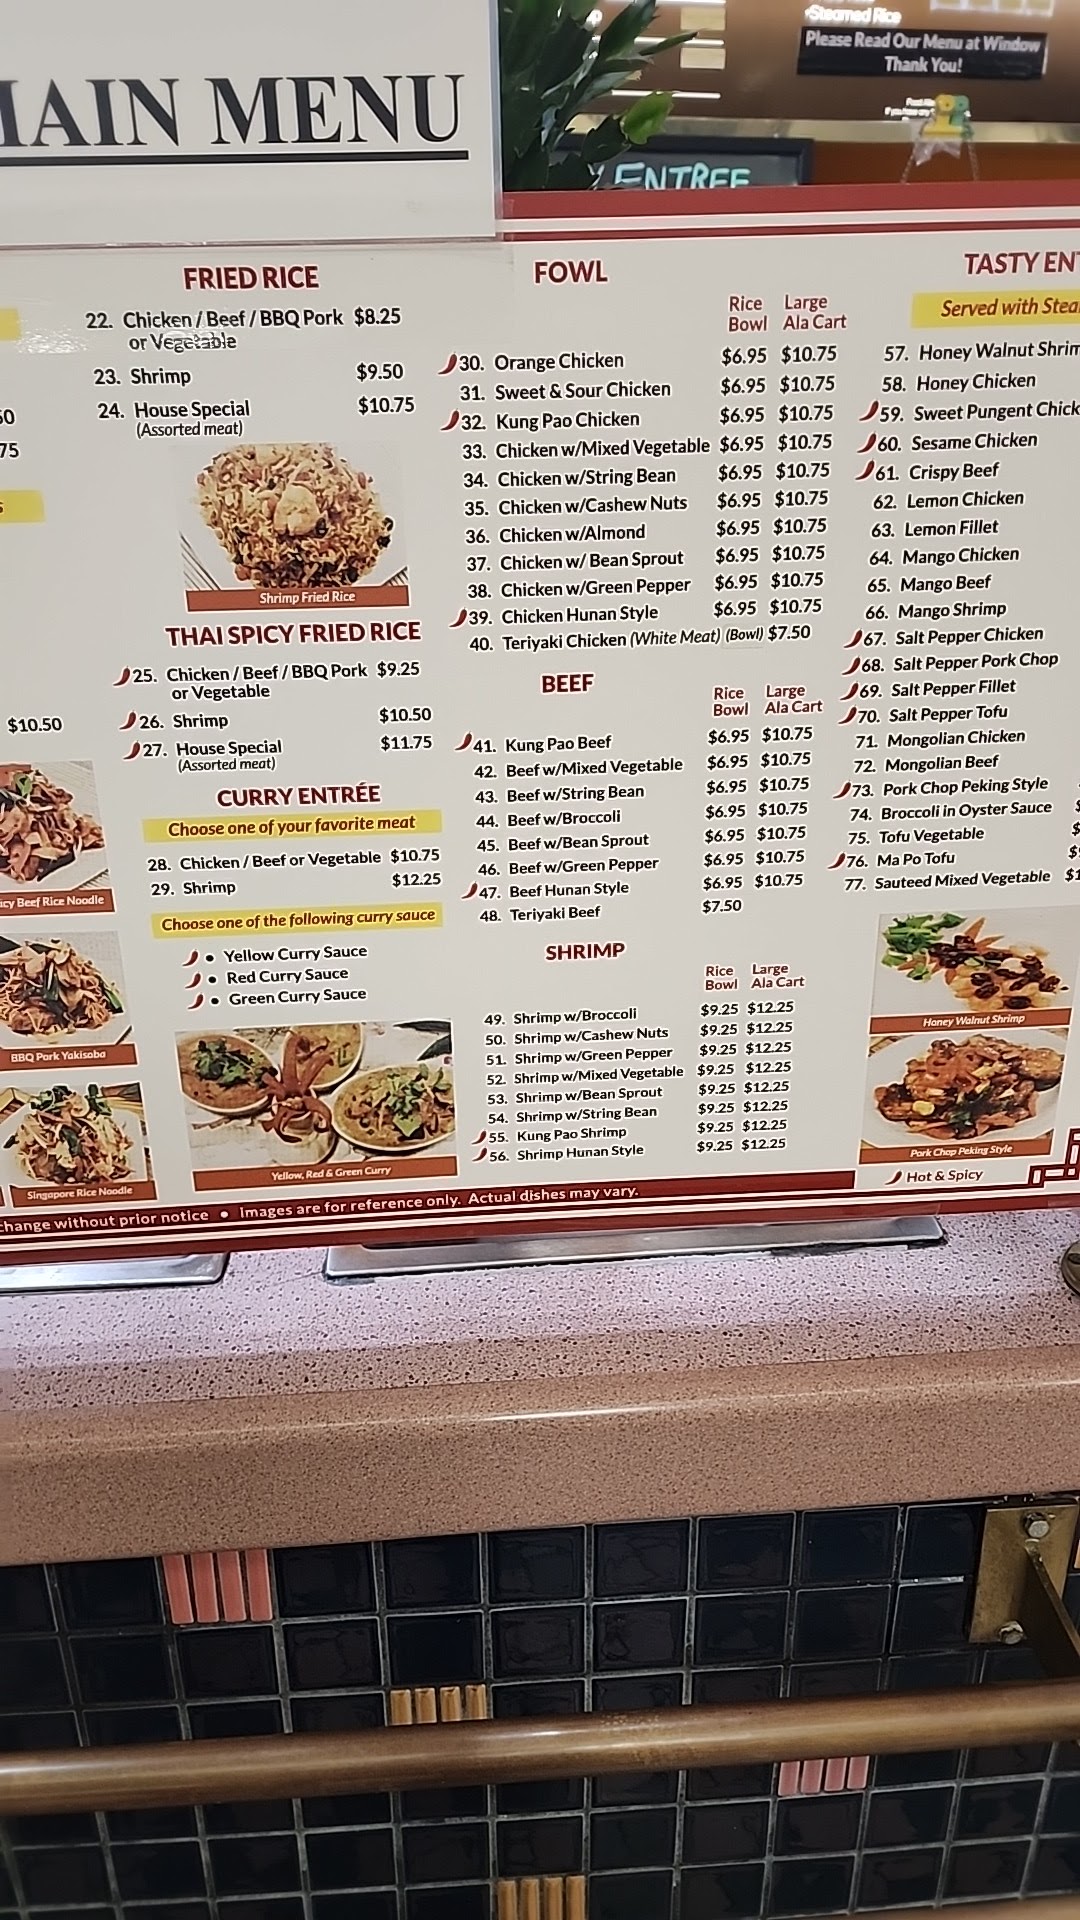 Steamed Rice
Please Read Our Menu at Window
Thank You!
MAIN MENU
ENTREE
FRIED RICE
22. Chicken / Beef / BBQ Pork $8.25
or Vegetable
23. Shrimp $9.50
24. House Special $10.75
(Assorted meat)
Shrimp Fried Rice
THAI SPICY FRIED RICE
25. Chicken / Beef / BBQ Pork $9.25
or Vegetable
26. Shrimp $10.50
27. House Special $11.75
(Assorted meat)
CURRY ENTRÉE
Choose one of your favorite meat
28. Chicken / Beef or Vegetable $10.75
29. Shrimp $12.25
Choose one of the following curry sauce
• Yellow Curry Sauce
• Red Curry Sauce
• Green Curry Sauce
Yellow, Red & Green Curry
$10.50
icy Beef Rice Noodle
BBQ Pork Yakisoba
Singapore Rice Noodle
FOWL
Rice Large
Bowl Ala Cart
30. Orange Chicken $6.95 $10.75
31. Sweet & Sour Chicken $6.95 $10.75
32. Kung Pao Chicken $6.95 $10.75
33. Chicken w/Mixed Vegetable $6.95 $10.75
34. Chicken w/String Bean $6.95 $10.75
35. Chicken w/Cashew Nuts $6.95 $10.75
36. Chicken w/Almond $6.95 $10.75
37. Chicken w/ Bean Sprout $6.95 $10.75
38. Chicken w/Green Pepper $6.95 $10.75
39. Chicken Hunan Style $6.95 $10.75
40. Teriyaki Chicken (White Meat) (Bowl) $7.50
BEEF
Rice Large
Bowl Ala Cart
41. Kung Pao Beef $6.95 $10.75
42. Beef w/Mixed Vegetable $6.95 $10.75
43. Beef w/String Bean $6.95 $10.75
44. Beef w/Broccoli $6.95 $10.75
45. Beef w/Bean Sprout $6.95 $10.75
46. Beef w/Green Pepper $6.95 $10.75
47. Beef Hunan Style $6.95 $10.75
48. Teriyaki Beef $7.50
SHRIMP
Rice Large
Bowl Ala Cart
49. Shrimp w/Broccoli $9.25 $12.25
50. Shrimp w/Cashew Nuts $9.25 $12.25
51. Shrimp w/Green Pepper $9.25 $12.25
52. Shrimp w/Mixed Vegetable $9.25 $12.25
53. Shrimp w/Bean Sprout $9.25 $12.25
54. Shrimp w/String Bean $9.25 $12.25
55. Kung Pao Shrimp $9.25 $12.25
56. Shrimp Hunan Style $9.25 $12.25
TASTY EN
Served with Stea
57. Honey Walnut Shrim
58. Honey Chicken
59. Sweet Pungent Chick
60. Sesame Chicken
61. Crispy Beef
62. Lemon Chicken
63. Lemon Fillet
64. Mango Chicken
65. Mango Beef
66. Mango Shrimp
67. Salt Pepper Chicken
68. Salt Pepper Pork Chop
69. Salt Pepper Fillet
70. Salt Pepper Tofu
71. Mongolian Chicken
72. Mongolian Beef
73. Pork Chop Peking Style
74. Broccoli in Oyster Sauce
75. Tofu Vegetable
76. Ma Po Tofu
77. Sauteed Mixed Vegetable $1
Honey Walnut Shrimp
Pork Chop Peking Style
Hot & Spicy
change without prior notice • Images are for reference only. Actual dishes may vary.